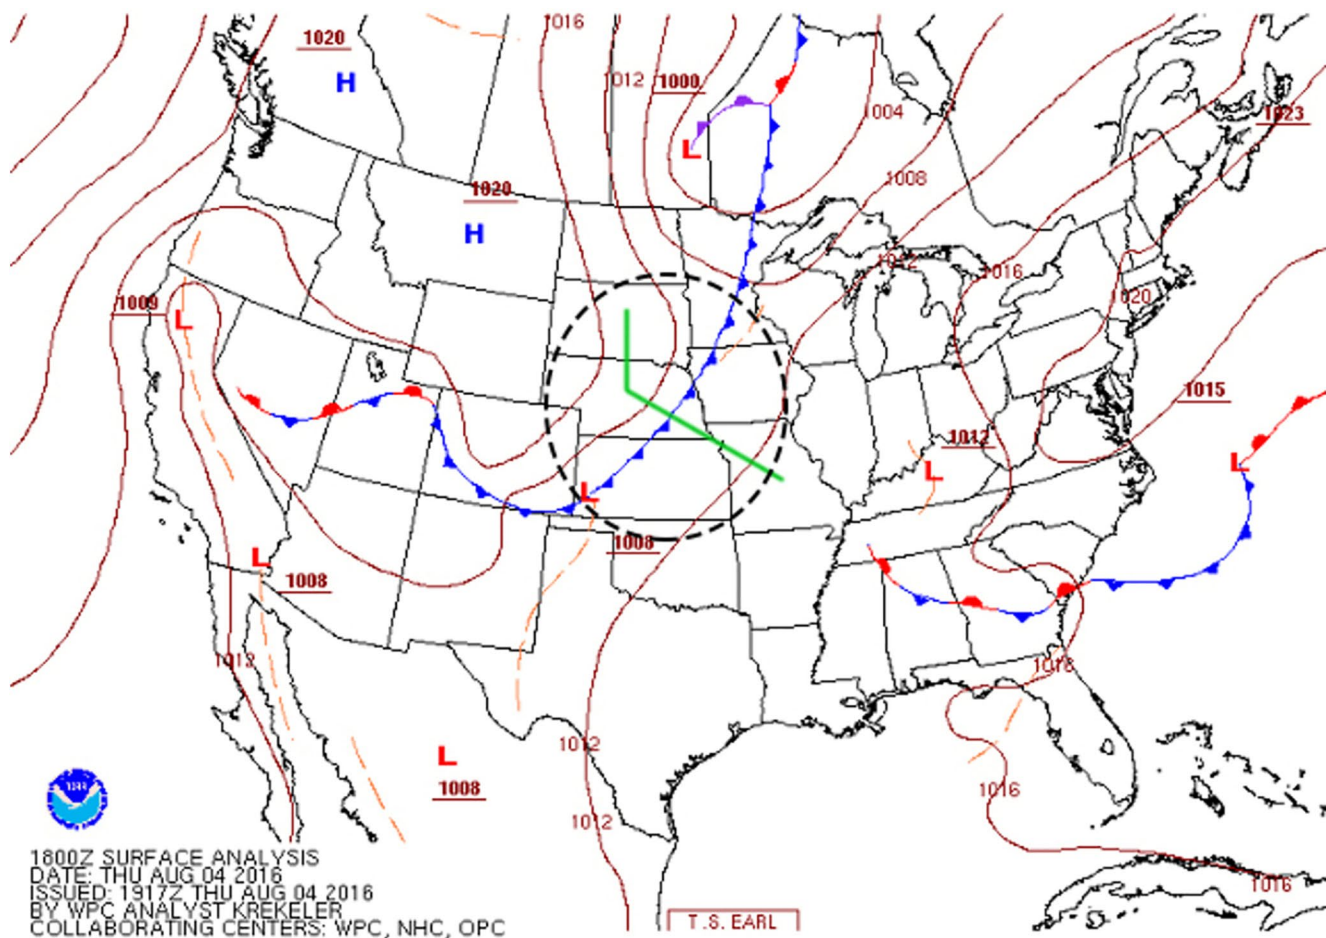 1016
1020
H
1012
1000
1004
1023
L
1008
1020
H
1012
1016
1020
1009
L
1015
1012
L
L
L
1008
L
1008
1016
1012
L
1008
1012
1016
1012
1016
1800Z SURFACE ANALYSIS
DATE: THU AUG 04 2016
ISSUED: 1917Z THU AUG 04 2016
BY WPC ANALYST KREKELER
COLLABORATING CENTERS: WPC, NHC, OPC
T.S. EARL